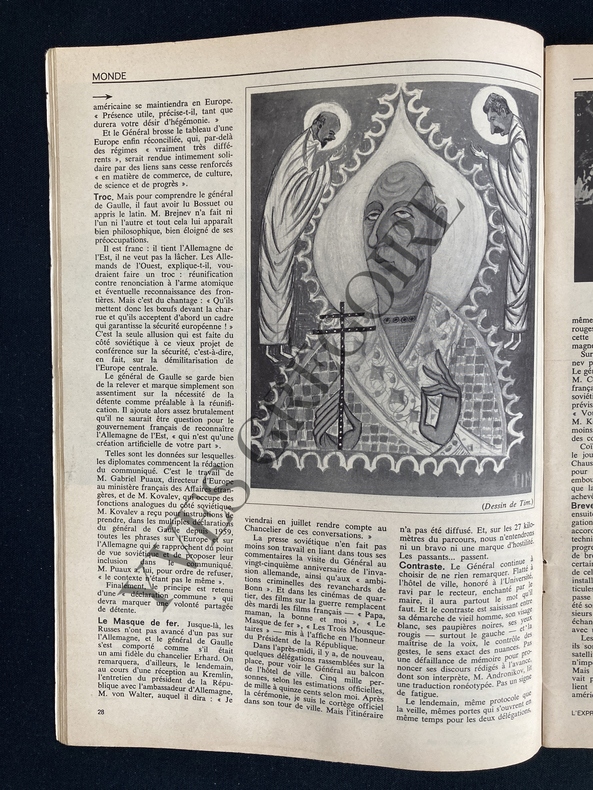 MONDE
américaine se maintiendra en Europe.
« Présence utile, précise-t-il, tant que
durera votre désir d'hégémonie. »
Et le Général brosse le tableau d'une
Europe enfin réconciliée, qui, par-delà
des régimes « vraiment très diffé-
rents », serait rendue intimement soli-
daire par des liens sans cesse renforcés
« en matière de commerce, de culture,
de science et de progrès ».
Troc. Mais pour comprendre le général
de Gaulle, il faut avoir lu Bossuet ou
appris le latin. M. Brejnev n'a fait ni
l'un ni l'autre et tout cela lui apparaît
bien philosophique, bien éloigné de ses
préoccupations.
Il est franc : il tient l'Allemagne de
l'Est, il ne veut pas la lâcher. Les Alle-
mands de l'Ouest, explique-t-il, vou-
draient faire un troc : réunification
contre renonciation à l'arme atomique
et éventuelle reconnaissance des fron-
tières. Mais c'est du chantage : « Qu'ils
mettent donc les bœufs devant la char-
rue et qu'ils acceptent d'abord un cadre
qui garantisse la sécurité européenne ! »
C'est la seule allusion qui est faite du
côté soviétique à ce vieux projet de
conférence sur la sécurité, c'est-à-dire,
en fait, sur la démilitarisation de
l'Europe centrale.
Le général de Gaulle se garde bien
de la relever et marque simplement son
assentiment sur la nécessité de la
détente comme préalable à la réunifi-
cation. Il ajoute alors assez brutalement
qu'il ne saurait être question pour le
gouvernement français de reconnaître
l'Allemagne de l'Est, « qui n'est qu'une
création artificielle de votre part ».
Telles sont les données sur lesquelles
les diplomates commencent la rédaction
du communiqué. C'est le travail de
M. Gabriel Puaux, directeur d'Europe
au ministère français des Affaires étran-
gères, et de M. Kovalev, qui occupe des
fonctions analogues du côté soviétique.
M. Kovalev a reçu pour instructions de
prendre, dans les multiples déclarations
du général de Gaulle depuis 1959,
toutes les phrases sur l'Europe et sur
l'Allemagne qui se rapprochent du point
de vue soviétique et de proposer leur
inclusion dans le communiqué.
M. Puaux a, lui, pour ordre de refuser,
« le contexte n'étant pas le même ».
Finalement, le principe est retenu
d'une « déclaration commune » qui
devra marquer une volonté partagée
de détente.
Le Masque de fer. Jusque-là, les
Russes n'ont pas avancé d'un pas sur
l'Allemagne, et le général de Gaulle
s'est comporté comme s'il était
un ami fidèle du chancelier Erhard. On
remarquera, d'ailleurs, le lendemain,
au cours d'une réception au Kremlin,
l'entretien du président de la Répu-
blique avec l'ambassadeur d'Allemagne,
M. von Walter, auquel il dira : « Je
28
(Dessin de Tim.)
viendrai en juillet rendre compte au
Chancelier de ces conversations. »
La presse soviétique n'en fait pas
moins son travail en liant dans tous ses
commentaires la visite du Général au
vingt-cinquième anniversaire de l'inva-
sion allemande, ainsi qu'aux « ambi-
tions criminelles des revanchards de
Bonn ». Et dans les cinémas de quar-
tier, des films sur la guerre remplacent
dès mardi les films français — « Papa,
maman, la bonne et moi », « Le
Masque de fer », « Les Trois Mousque-
taires » — mis à l'affiche en l'honneur
du Président de la République.
Dans l'après-midi, il y a, de nouveau,
quelques délégations rassemblées sur la
place, pour voir le Général au balcon
de l'hôtel de ville. Cinq mille per-
sonnes, selon les estimations officielles,
de mille à quinze cents selon moi. Après
la cérémonie, je suis le cortège officiel
dans son tour de ville. Mais l'itinéraire
n'a pas été diffusé. Et, sur les 27 kilo-
mètres du parcours, nous n'entendrons
ni un bravo ni une marque d'hostilité.
Les passants... passent.
Contraste. Le Général continue à
choisir de ne rien remarquer. Flatté à
l'hôtel de ville, honoré à l'Université,
ravi par le recteur, enchanté par le
maire, il aura partout le mot qu'il
faut. Et le contraste est saisissant entre
sa démarche de vieil homme, son visage
blanc, ses paupières noires, ses yeux
rougis — surtout le gauche — et la
maîtrise de la voix, le contrôle des
gestes, le sens exact des nuances. Pas
une défaillance de mémoire pour pro-
noncer ses discours rédigés à l'avance,
dont son interprète, M. Andronikov, lit
une traduction ronéotypée. Pas un signe
de fatigue.
Le lendemain, même protocole que
la veille, mêmes portes qui s'ouvrent en
même temps pour les deux délégations,
YVES GREGOIRE
L'EXPR